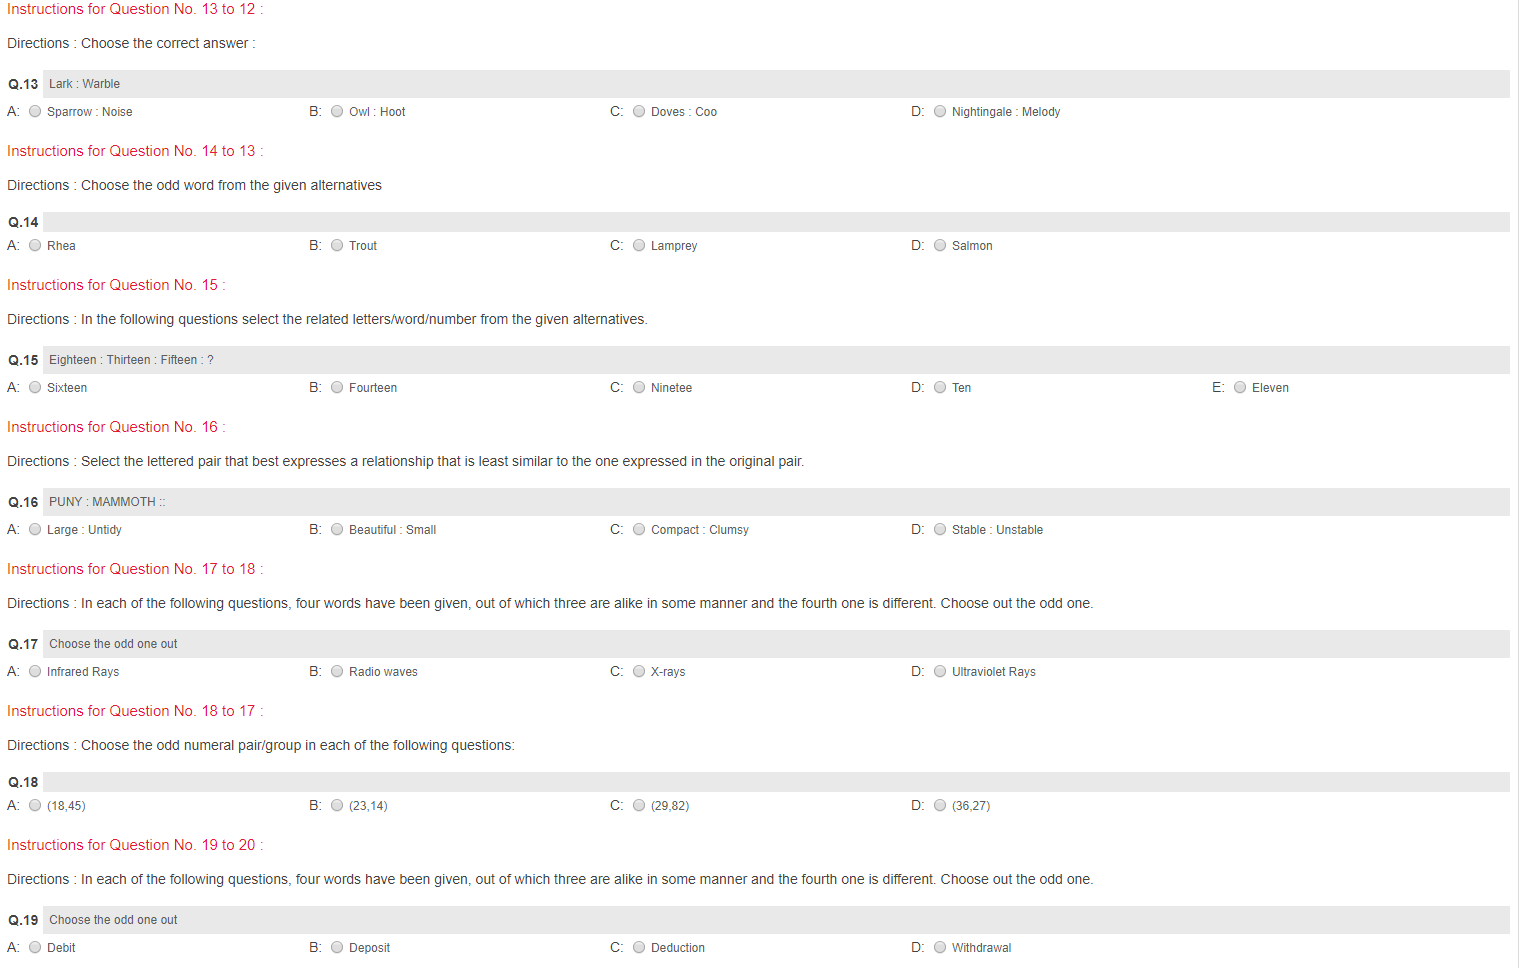 Instructions for Question No. 13 to 12 :
Directions : Choose the correct answer :
Q.13 Lark : Warble
A: Sparrow : Noise B: Owl : Hoot C: Doves : Coo D: Nightingale : Melody
Instructions for Question No. 14 to 13 :
Directions : Choose the odd word from the given alternatives
Q.14
A: Rhea B: Trout C: Lamprey D: Salmon
Instructions for Question No. 15 :
Directions : In the following questions select the related letters/word/number from the given alternatives.
Q.15 Eighteen : Thirteen : Fifteen : ?
A: Sixteen B: Fourteen C: Ninetee D: Ten E: Eleven
Instructions for Question No. 16 :
Directions : Select the lettered pair that best expresses a relationship that is least similar to the one expressed in the original pair.
Q.16 PUNY : MAMMOTH ::
A: Large : Untidy B: Beautiful : Small C: Compact : Clumsy D: Stable : Unstable
Instructions for Question No. 17 to 18 :
Directions : In each of the following questions, four words have been given, out of which three are alike in some manner and the fourth one is different. Choose out the odd one.
Q.17 Choose the odd one out
A: Infrared Rays B: Radio waves C: X-rays D: Ultraviolet Rays
Instructions for Question No. 18 to 17 :
Directions : Choose the odd numeral pair/group in each of the following questions:
Q.18
A: (18,45) B: (23,14) C: (29,82) D: (36,27)
Instructions for Question No. 19 to 20 :
Directions : In each of the following questions, four words have been given, out of which three are alike in some manner and the fourth one is different. Choose out the odd one.
Q.19 Choose the odd one out
A: Debit B: Deposit C: Deduction D: Withdrawal